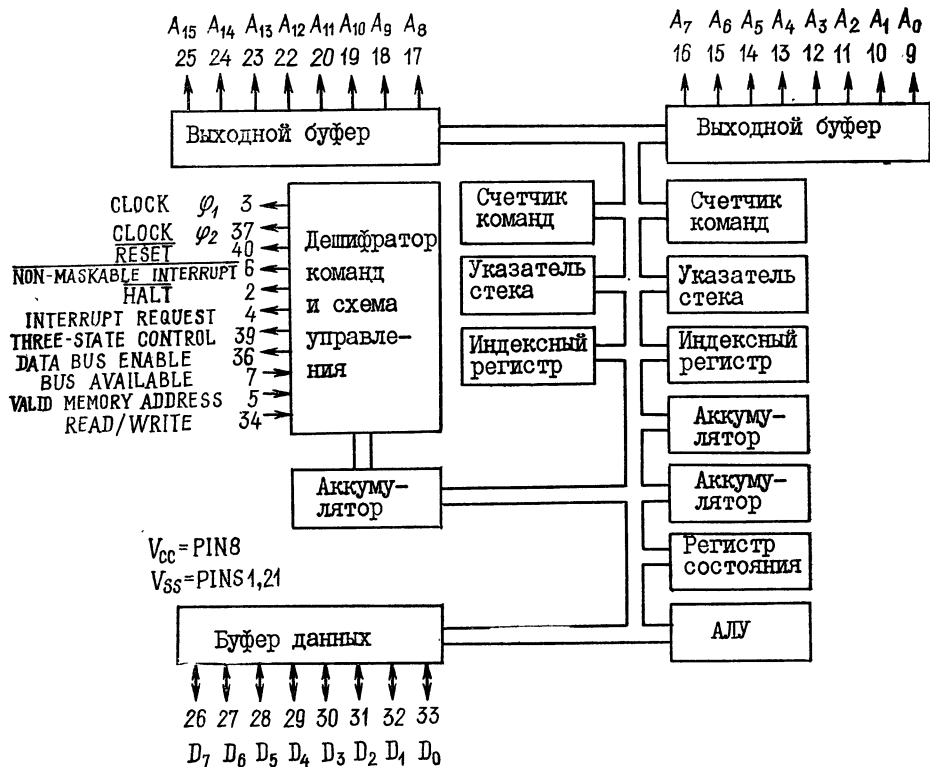 A15 A14 A13 A12 A11 A10 A9 A8
25 24 23 22 20 19 18 17
A7 A6 A5 A4 A3 A2 A1 A0
16 15 14 13 12 11 10 9
Выходной буфер
Выходной буфер
CLOCK φ1 3
CLOCK φ2 37
RESET 40
NON-MASKABLE INTERRUPT 6
HALT 2
INTERRUPT REQUEST 4
THREE-STATE CONTROL 39
DATA BUS ENABLE 36
BUS AVAILABLE 7
VALID MEMORY ADDRESS 5
READ/WRITE 34
Дешифратор
команд
и схема
управле-
ния
Счетчик
команд
Счетчик
команд
Указатель
стека
Указатель
стека
Индексный
регистр
Индексный
регистр
Аккуму-
лятор
Аккуму-
лятор
Аккуму-
лятор
Регистр
состояния
АЛУ
VCC=PIN8
VSS=PINS1,21
Буфер данных
26 27 28 29 30 31 32 33
D7 D6 D5 D4 D3 D2 D1 D0